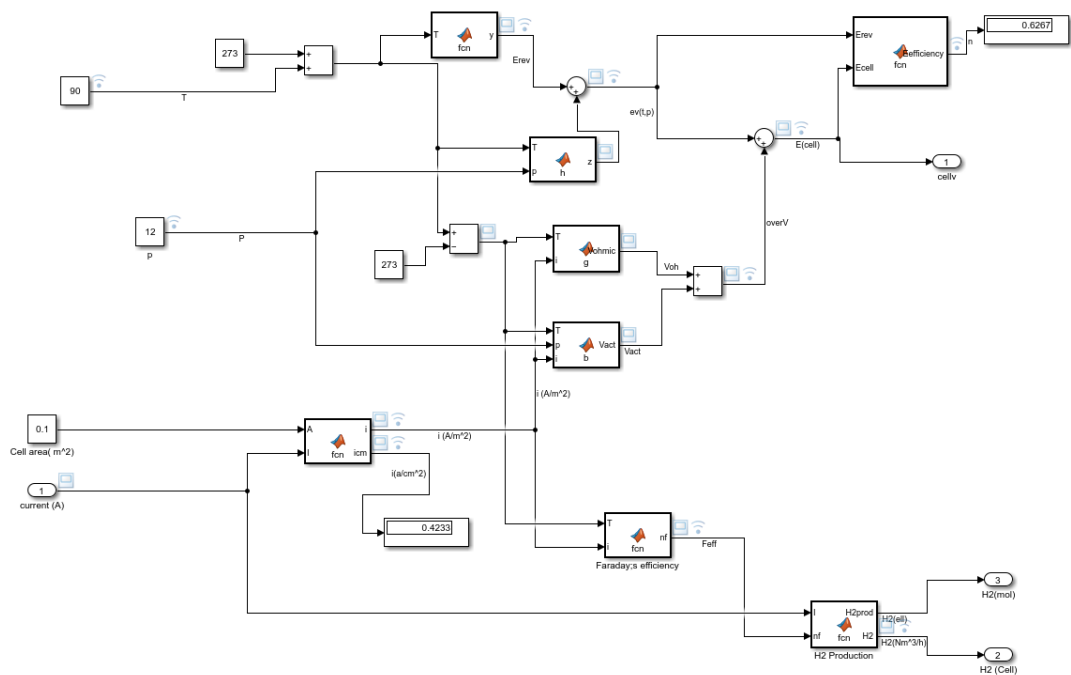 T
fcn
y
Erev
273
+
+
90
T
+
+
ev(t,p)
Erev
Ecell
Eefficiency
fcn
n
0.6267
+
+
E(cell)
1
cellv
T
p
h
z
12
p
P
273
+
−
T
i
Vohmic
g
Voh
+
+
overV
T
p
i
Vact
b
Vact
i (A/m^2)
0.1
Cell area( m^2)
A
I
i
icm
fcn
i (A/m^2)
i(a/cm^2)
1
current (A)
0.4233
T
i
nf
fcn
Faraday;s efficiency
Feff
I
nf
H2prod
H2
fcn
H2 Production
H2(ell)
H2(Nm^3/h)
3
H2(mol)
2
H2 (Cell)